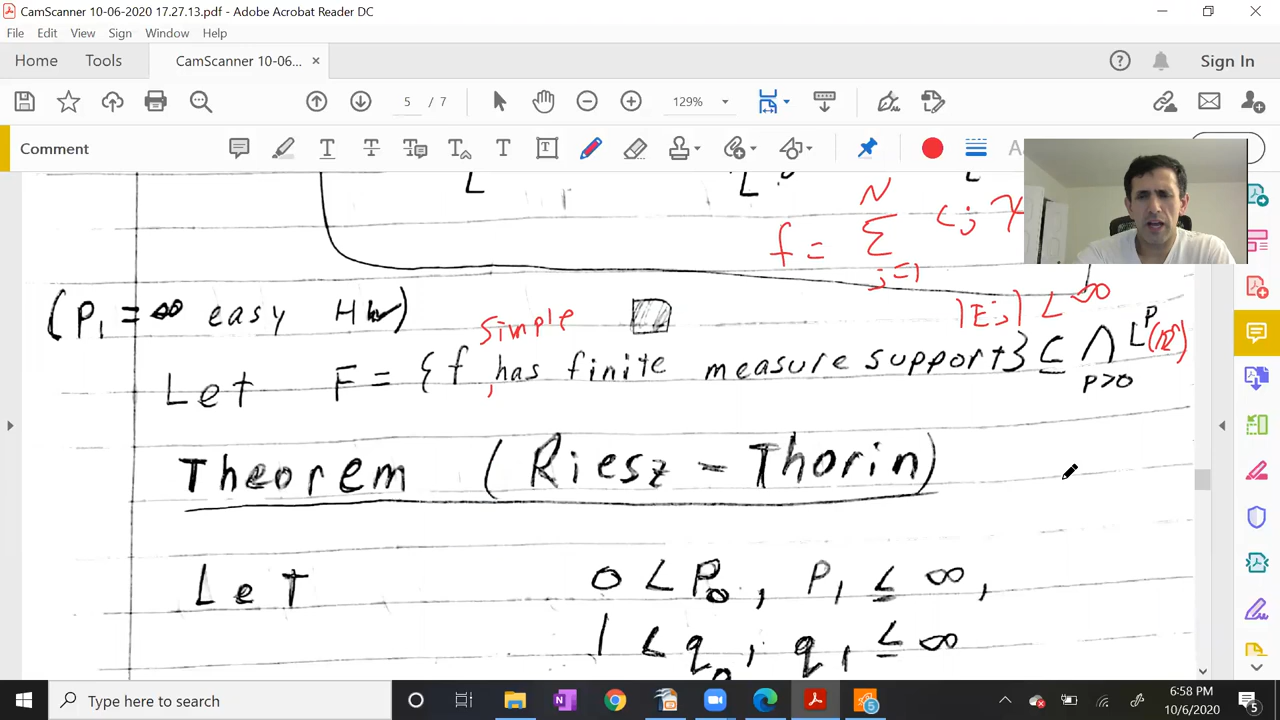 CamScanner 10-06-2020 17.27.13.pdf - Adobe Acrobat Reader DC
File Edit View Sign Window Help
Home Tools CamScanner 10-06... × Sign In
5 / 7 129%
Comment
L L
f = N Σ j=1 c_j χ
(P₁ = ∞ easy HW) |E_j| < ∞
simple
Let F = {f, has finite measure support} ⊆ ∩_{p>0} L^p
Theorem (Riesz - Thorin)
Let 0 < P₀, P₁ ≤ ∞,
1 ≤ q₀, q₁ ≤ ∞
Type here to search
6:58 PM
10/6/2020